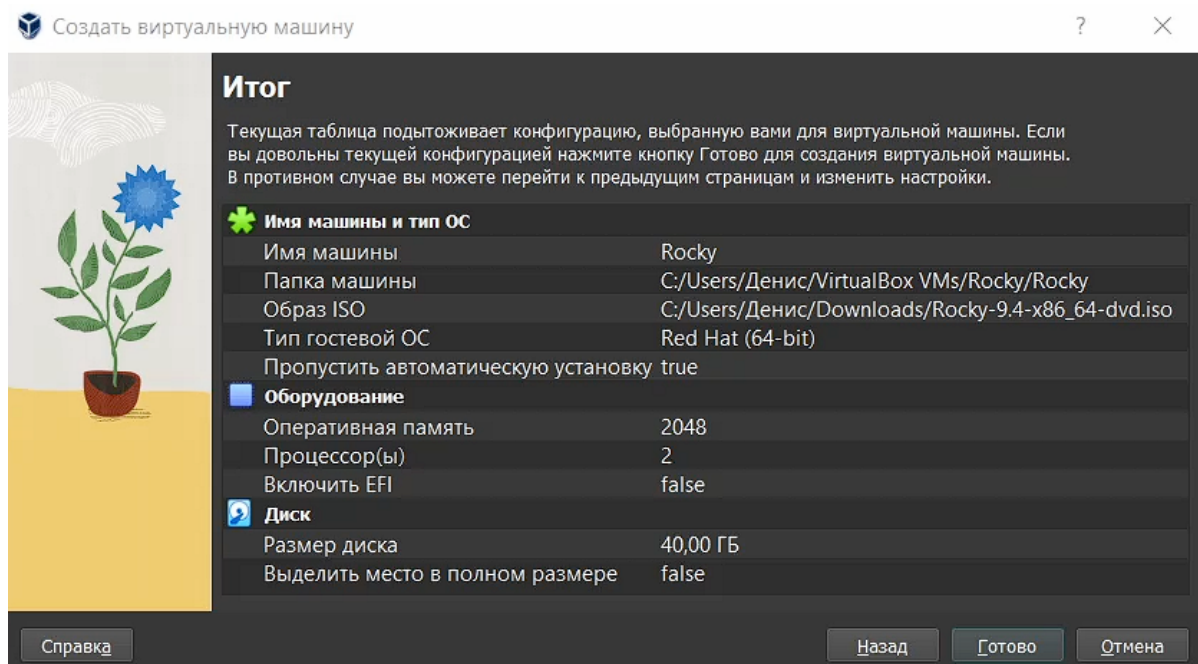 Создать виртуальную машину ?
Итог
Текущая таблица подытоживает конфигурацию, выбранную вами для виртуальной машины. Если
вы довольны текущей конфигурацией нажмите кнопку Готово для создания виртуальной машины.
В противном случае вы можете перейти к предыдущим страницам и изменить настройки.
Имя машины и тип ОС
Имя машины Rocky
Папка машины C:/Users/Денис/VirtualBox VMs/Rocky/Rocky
Образ ISO C:/Users/Денис/Downloads/Rocky-9.4-x86_64-dvd.iso
Тип гостевой ОС Red Hat (64-bit)
Пропустить автоматическую установку true
Оборудование
Оперативная память 2048
Процессор(ы) 2
Включить EFI false
Диск
Размер диска 40,00 ГБ
Выделить место в полном размере false
Справка Назад Готово Отмена